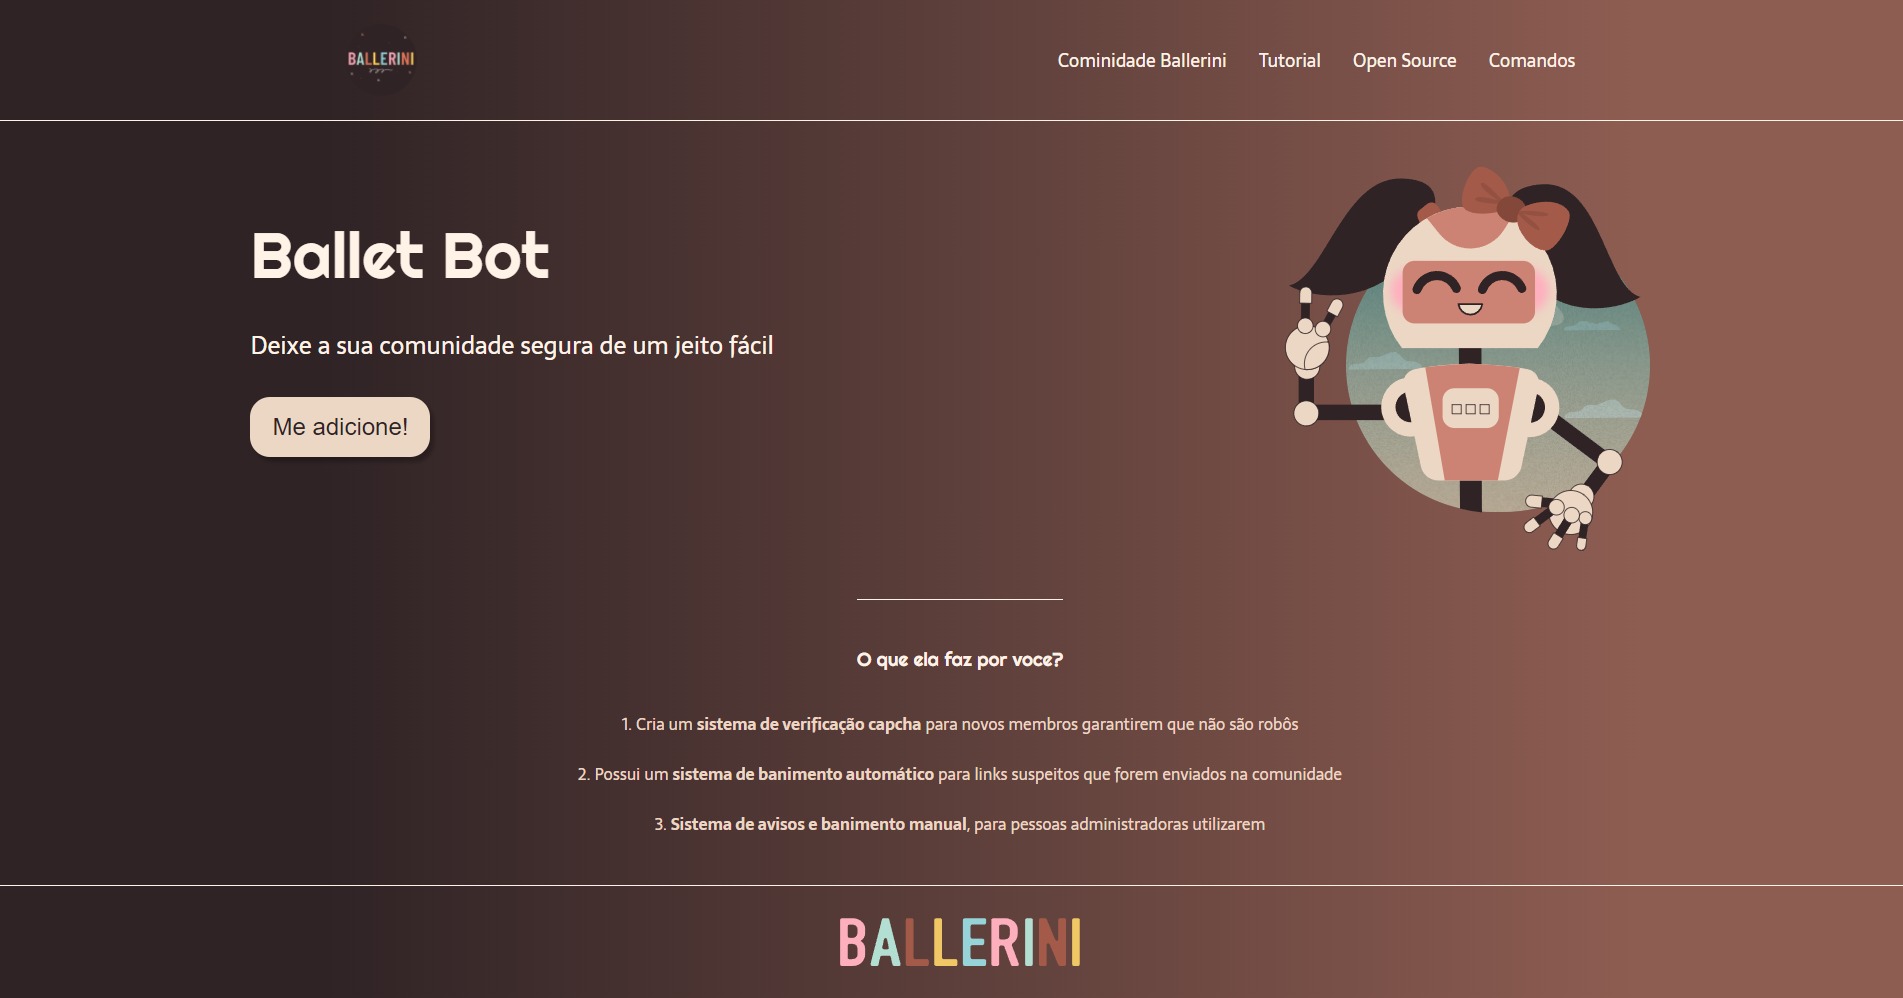 BALLERINI
Cominidade Ballerini Tutorial Open Source Comandos
Ballet Bot
Deixe a sua comunidade segura de um jeito fácil
Me adicione!
O que ela faz por voce?
1. Cria um sistema de verificação capcha para novos membros garantirem que não são robôs
2. Possui um sistema de banimento automático para links suspeitos que forem enviados na comunidade
3. Sistema de avisos e banimento manual, para pessoas administradoras utilizarem
BALLERINI